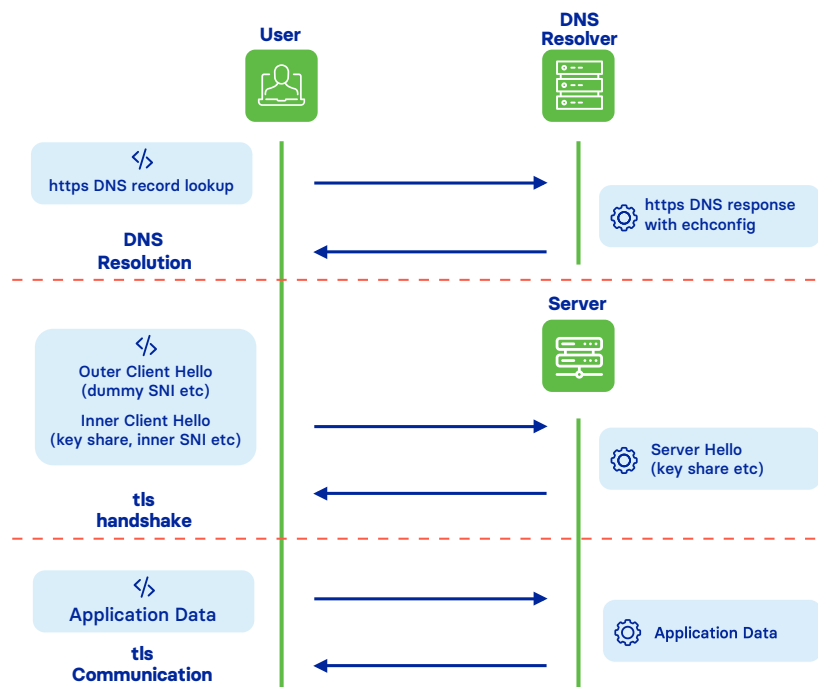 User
DNS
Resolver
https DNS record lookup
https DNS response
with echconfig
DNS
Resolution
Server
Outer Client Hello
(dummy SNI etc)
Inner Client Hello
(key share, inner SNI etc)
Server Hello
(key share etc)
tls
handshake
Application Data
Application Data
tls
Communication